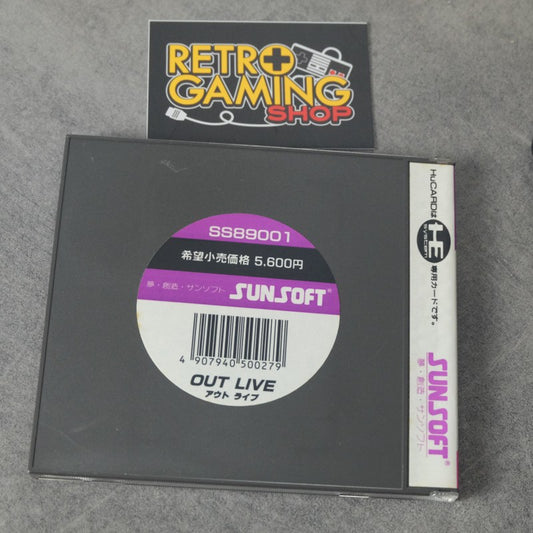 RETRO
GAMING
SHOP
SS89001
希望小売価格 5,600円
夢・創造・サンソフト SUNSOFT®
4 907940 500279
OUT LIVE
アウト ライブ
HuCARDは
HE
system
専用カードです。
SUNSOFT®
夢・創造・サンソフト